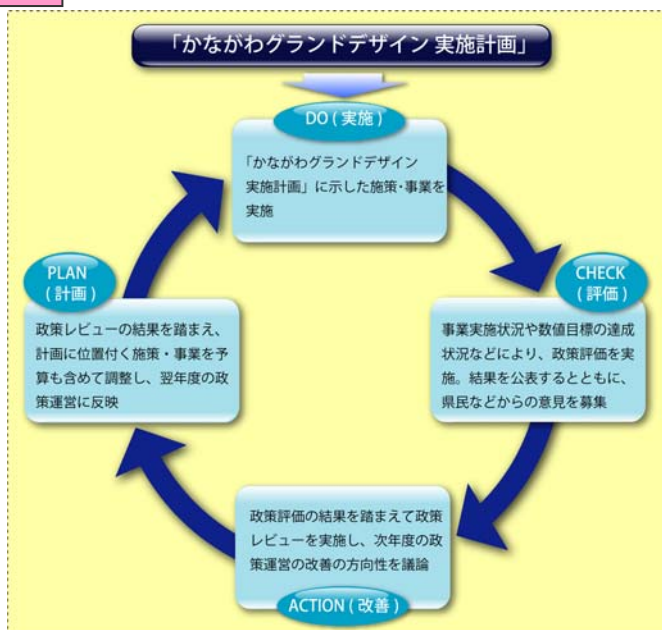 「かながわグランドデザイン 実施計画」
DO ( 実施 )
「かながわグランドデザイン
実施計画」に示した施策・事業を
実施
PLAN
( 計画 )
政策レビューの結果を踏まえ、
計画に位置付く施策・事業を予
算も含めて調整し、翌年度の政
策運営に反映
CHECK
( 評価 )
事業実施状況や数値目標の達成
状況などにより、政策評価を実
施。結果を公表するとともに、
県民などからの意見を募集
政策評価の結果を踏まえて政策
レビューを実施し、次年度の政
策運営の改善の方向性を議論
ACTION ( 改善 )